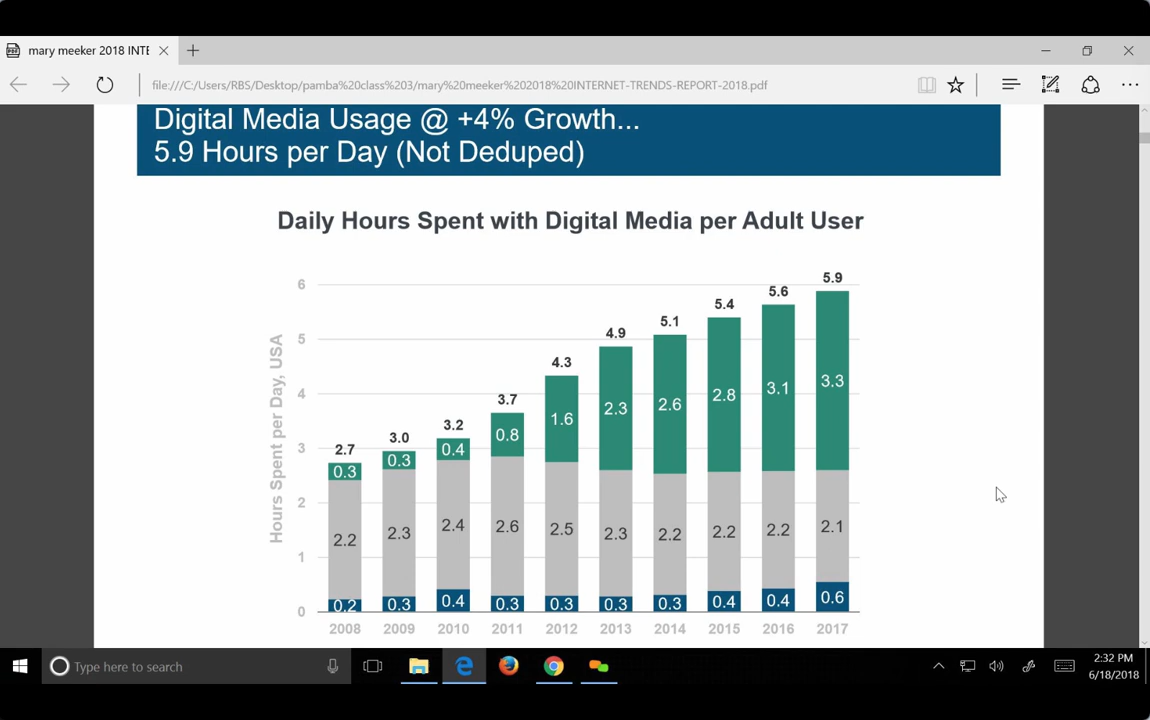 mary meeker 2018 INTE
file:///C:/Users/RBS/Desktop/pamba%20class%203/mary%20meeker%202018%20INTERNET-TRENDS-REPORT-2018.pdf
Digital Media Usage @ +4% Growth...
5.9 Hours per Day (Not Deduped)
Daily Hours Spent with Digital Media per Adult User
Hours Spent per Day, USA
6
5
4
3
2
1
0
2.7 3.0 3.2 3.7 4.3 4.9 5.1 5.4 5.6 5.9
0.3 0.3 0.4 0.8 1.6 2.3 2.6 2.8 3.1 3.3
2.2 2.3 2.4 2.6 2.5 2.3 2.2 2.2 2.2 2.1
0.2 0.3 0.4 0.3 0.3 0.3 0.3 0.4 0.4 0.6
2008 2009 2010 2011 2012 2013 2014 2015 2016 2017
Type here to search
2:32 PM
6/18/2018